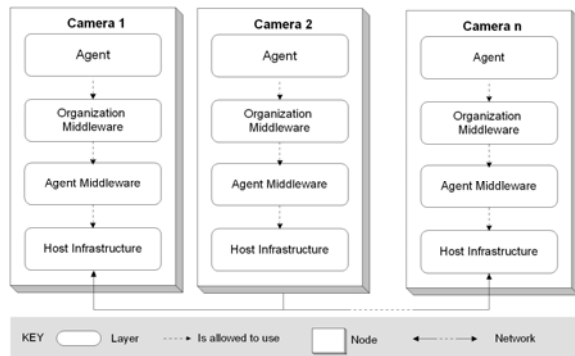 Camera 1
Agent
Organization
Middleware
Agent Middleware
Host Infrastructure
Camera 2
Agent
Organization
Middleware
Agent Middleware
Host Infrastructure
Camera n
Agent
Organization
Middleware
Agent Middleware
Host Infrastructure
KEY Layer Is allowed to use Node Network